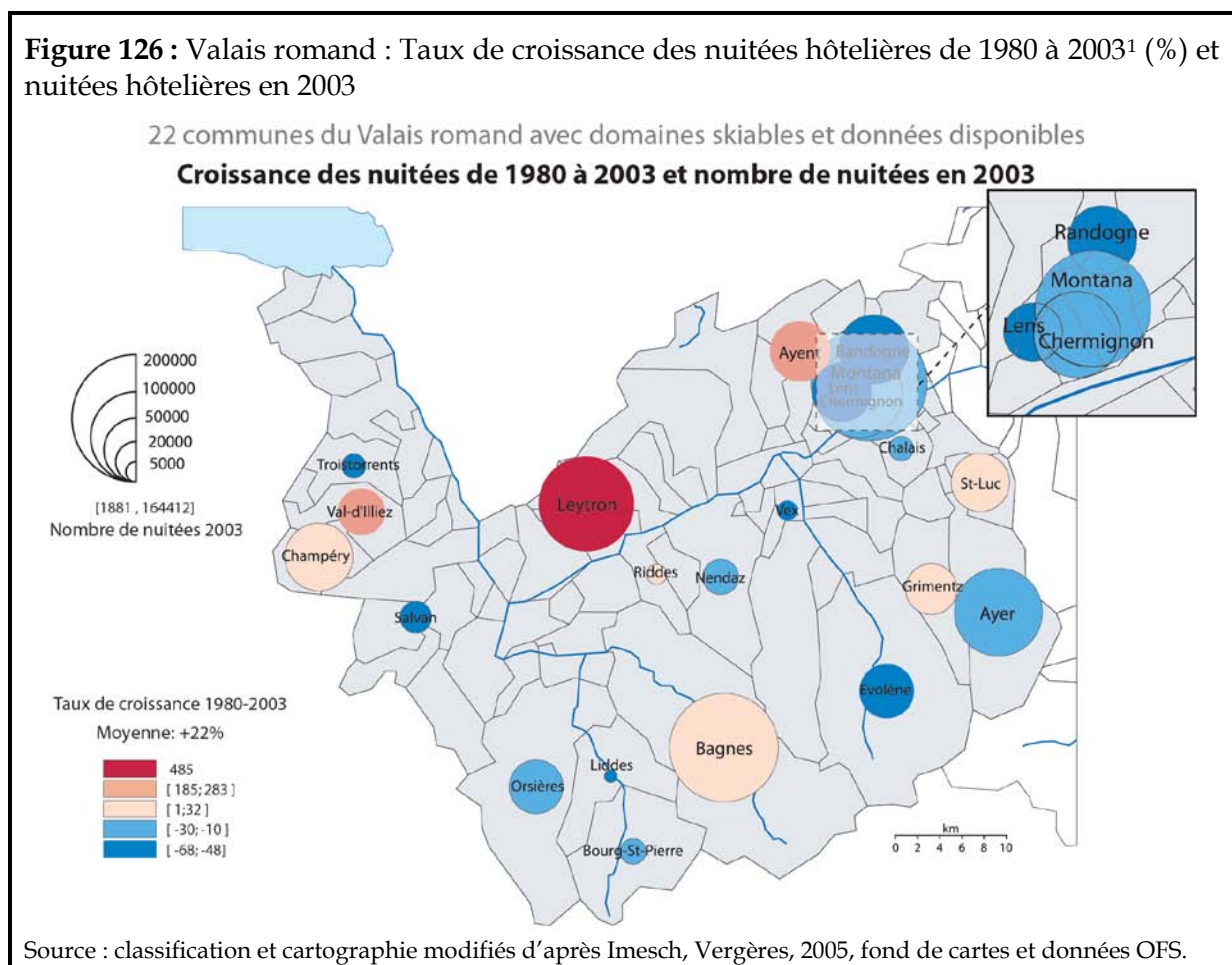 Figure 126 : Valais romand : Taux de croissance des nuitées hôtelières de 1980 à 2003¹ (%) et
nuitées hôtelières en 2003
22 communes du Valais romand avec domaines skiables et données disponibles
Croissance des nuitées de 1980 à 2003 et nombre de nuitées en 2003
Randogne
Montana
Lens
Chermignon
Ayent
Randogne
Montana
Lens
Chermignon
200000
100000
50000
20000
5000
[1881 , 164412]
Nombre de nuitées 2003
Troistorrents
Val-d'Illiez
Champéry
Salvan
Leytron
Riddes
Nendaz
Vex
Chalais
St-Luc
Grimentz
Ayer
Evolène
Bagnes
Liddes
Orsières
Bourg-St-Pierre
Taux de croissance 1980-2003
Moyenne: +22%
485
[ 185; 283 ]
[ 1;32 ]
[ -30; -10 ]
[ -68; -48]
km
0 2 4 6 8 10
Source : classification et cartographie modifiés d'après Imesch, Vergères, 2005, fond de cartes et données OFS.